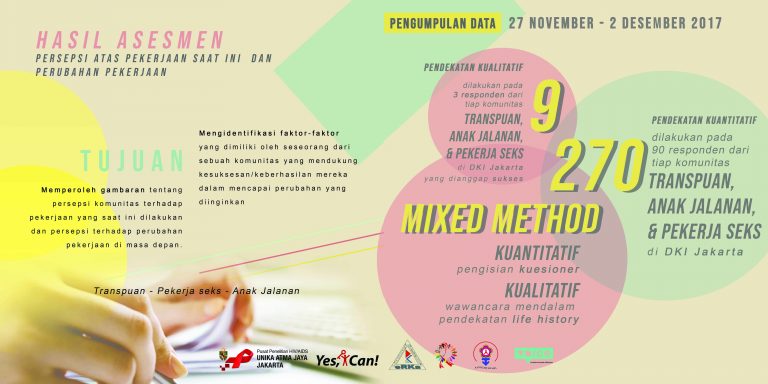 HASIL ASESMEN
PERSEPSI ATAS PEKERJAAN SAAT INI DAN
PERUBAHAN PEKERJAAN
TUJUAN
Memperoleh gambaran tentang
persepsi komunitas terhadap
pekerjaan yang saat ini dilakukan
dan persepsi terhadap perubahan
pekerjaan di masa depan.
Mengidentifikasi faktor-faktor
yang dimiliki oleh seseorang dari
sebuah komunitas yang mendukung
kesuksesan/keberhasilan mereka
dalam mencapai perubahan yang
diinginkan
Transpuan - Pekerja seks - Anak Jalanan
PENGUMPULAN DATA 27 NOVEMBER - 2 DESEMBER 2017
PENDEKATAN KUALITATIF
dilakukan pada
3 responden dari
tiap komunitas
TRANSPUAN,
ANAK JALANAN,
& PEKERJA SEKS
di DKI Jakarta
yang dianggap sukses
9
270
PENDEKATAN KUANTITATIF
dilakukan pada
90 responden dari
tiap komunitas
TRANSPUAN,
ANAK JALANAN,
& PEKERJA SEKS
di DKI Jakarta
MIXED METHOD
KUANTITATIF
pengisian kuesioner
KUALITATIF
wawancara mendalam
pendekatan life history
Pusat Penelitian HIV/AIDS
UNIKA ATMA JAYA
JAKARTA
Yes, I Can!